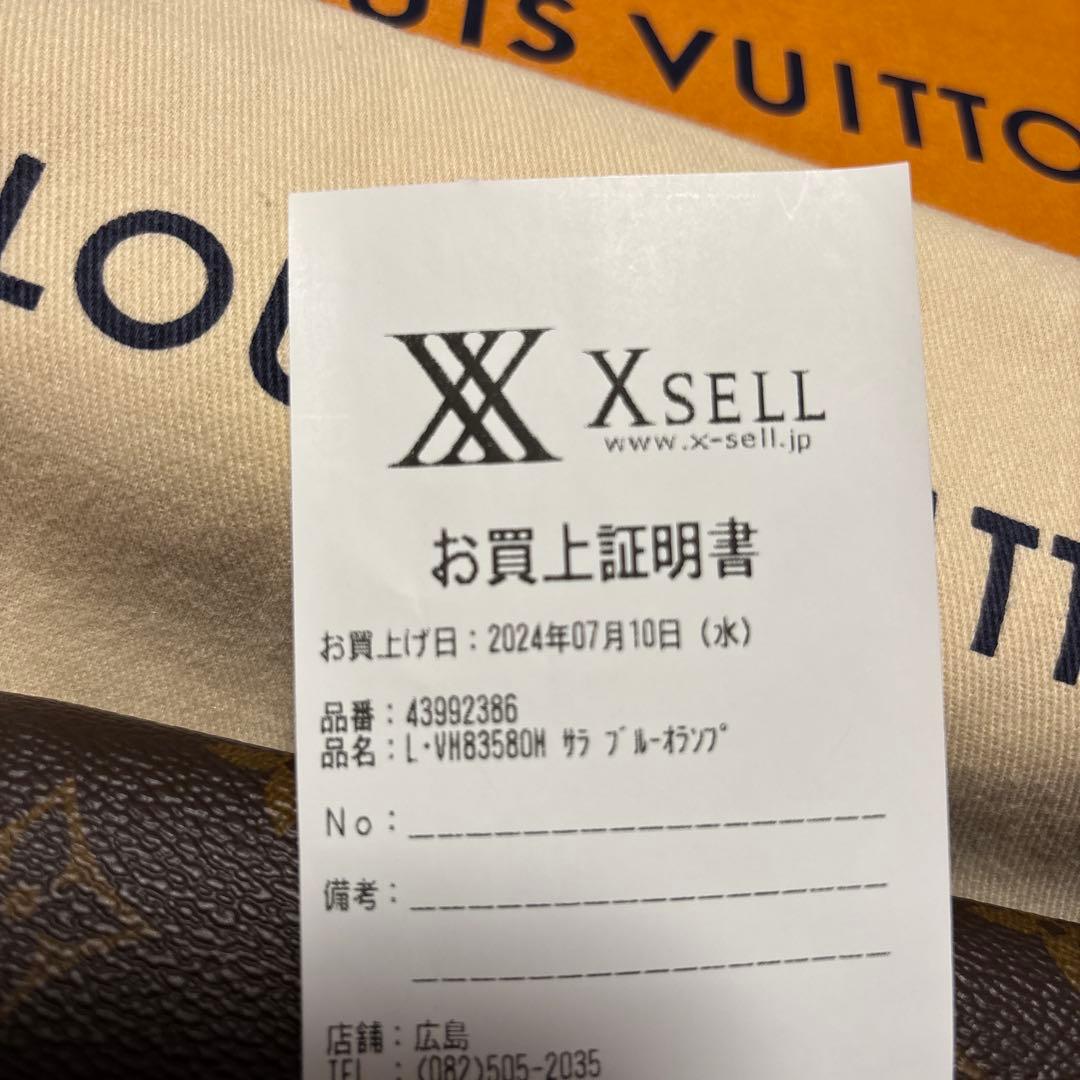 LOUIS VUITTO
LOU
TT
XSELL
www.x-sell.jp
お買上証明書
お買上げ日：2024年07月10日（水）
品番：43992386
品名：L・VM83580M ｻﾗ ﾌﾞﾙｰｵﾗﾝﾌﾟ
No：
備考：
店舗：広島
TEL ：(082)505-2035